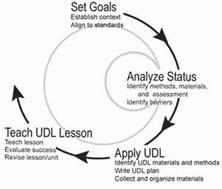 Set Goals
Establish context
Align to standards
Analyze Status
Identify methods, materials,
and assessment
Identify barriers
Apply UDL
Identify UDL materials and methods
Write UDL plan
Collect and organize materials
Teach UDL Lesson
Teach lesson
Evaluate success
Revise lesson/unit